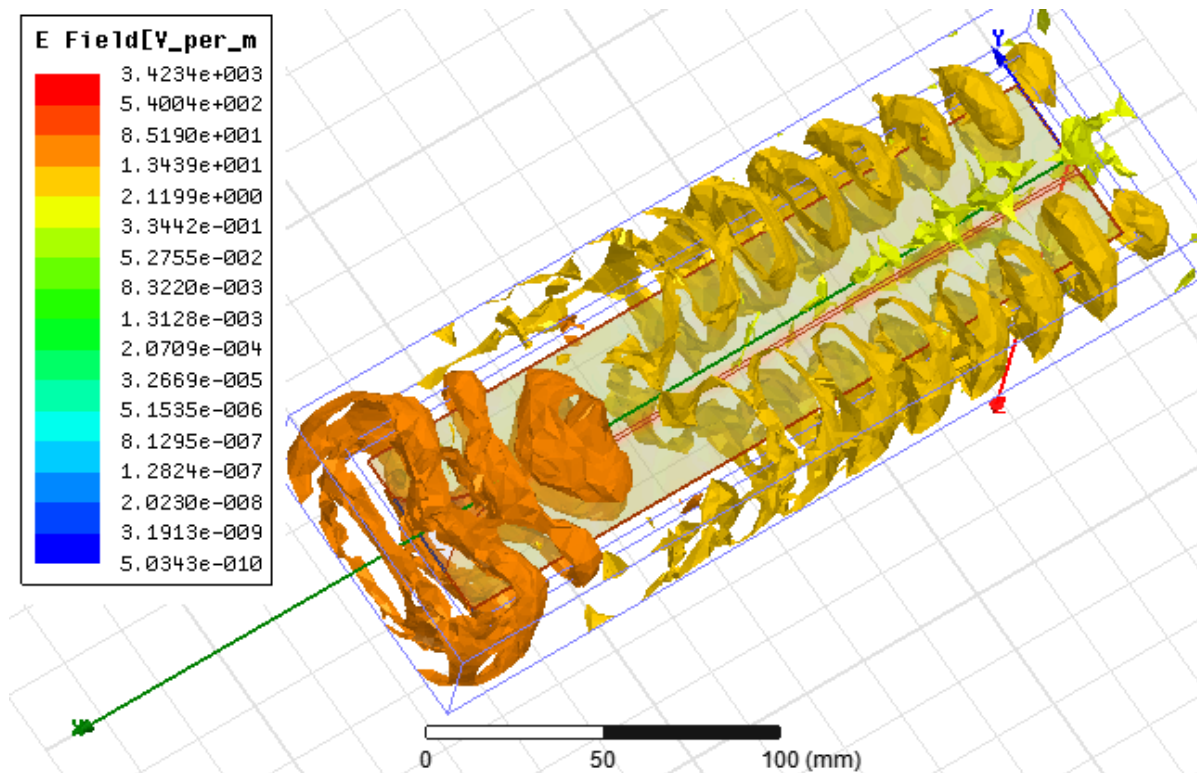 E Field[V_per_m
3.4234e+003
5.4004e+002
8.5190e+001
1.3439e+001
2.1199e+000
3.3442e-001
5.2755e-002
8.3220e-003
1.3128e-003
2.0709e-004
3.2669e-005
5.1535e-006
8.1295e-007
1.2824e-007
2.0230e-008
3.1913e-009
5.0343e-010
Y
0 50 100 (mm)